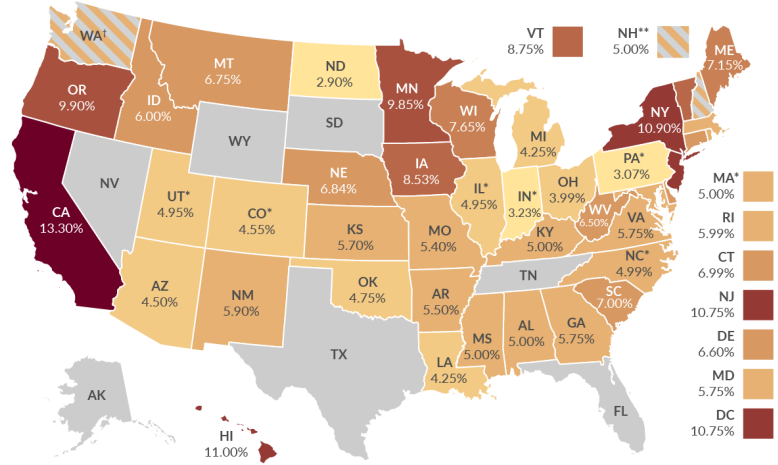 WA†
VT
8.75%
NH**
5.00%
ME
7.15%
MT
6.75%
ND
2.90%
MN
9.85%
OR
9.90%
ID
6.00%
WI
7.65%
NY
10.90%
SD
WY
MI
4.25%
IA
8.53%
PA*
3.07%
NE
6.84%
NV
UT*
4.95%
CO*
4.55%
IL*
4.95%
IN*
3.23%
OH
3.99%
WV
6.50%
VA
5.75%
CA
13.30%
KS
5.70%
MO
5.40%
KY
5.00%
NC*
4.99%
TN
AZ
4.50%
NM
5.90%
OK
4.75%
AR
5.50%
SC
7.00%
MS
5.00%
AL
5.00%
GA
5.75%
TX
LA
4.25%
FL
AK
HI
11.00%
MA*
5.00%
RI
5.99%
CT
6.99%
NJ
10.75%
DE
6.60%
MD
5.75%
DC
10.75%